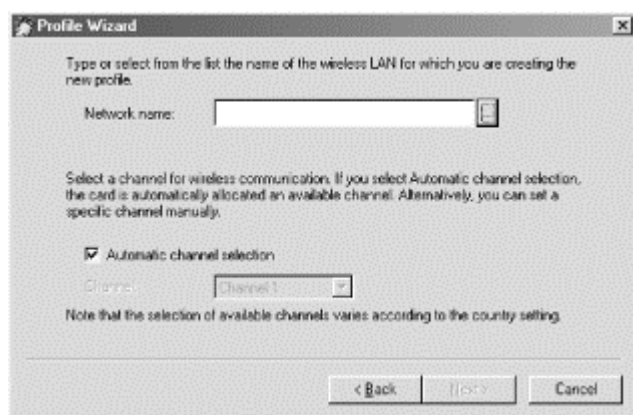 Profile Wizard
Type or select from the list the name of the wireless LAN for which you are creating the
new profile.
Network name:
Select a channel for wireless communication. If you select Automatic channel selection,
the card is automatically allocated an available channel. Alternatively, you can set a
specific channel manually.
Automatic channel selection
Channel: Channel 1
Note that the selection of available channels varies according to the country setting.
< Back Next > Cancel